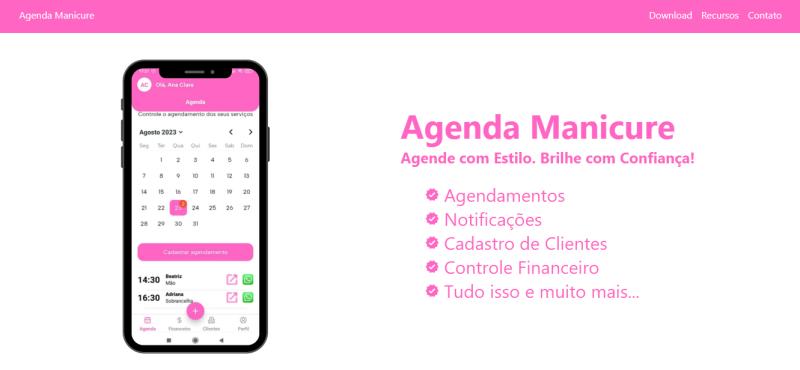 Agenda Manicure
Download Recursos Contato
AC Olá, Ana Clara
Agenda
Controle o agendamento dos seus serviços
Agosto 2023
Seg Ter Qua Qui Sex Sab Dom
1 2 3 4 5 6
7 8 9 10 11 12 13
14 15 16 17 18 19 20
21 22 23 24 25 26 27
28 29 30 31
Cadastrar agendamento
14:30 Beatriz
Mão
16:30 Adriana
Sobrancelha
Agenda Financeiro Clientes Perfil
Agenda Manicure
Agende com Estilo. Brilhe com Confiança!
Agendamentos
Notificações
Cadastro de Clientes
Controle Financeiro
Tudo isso e muito mais...